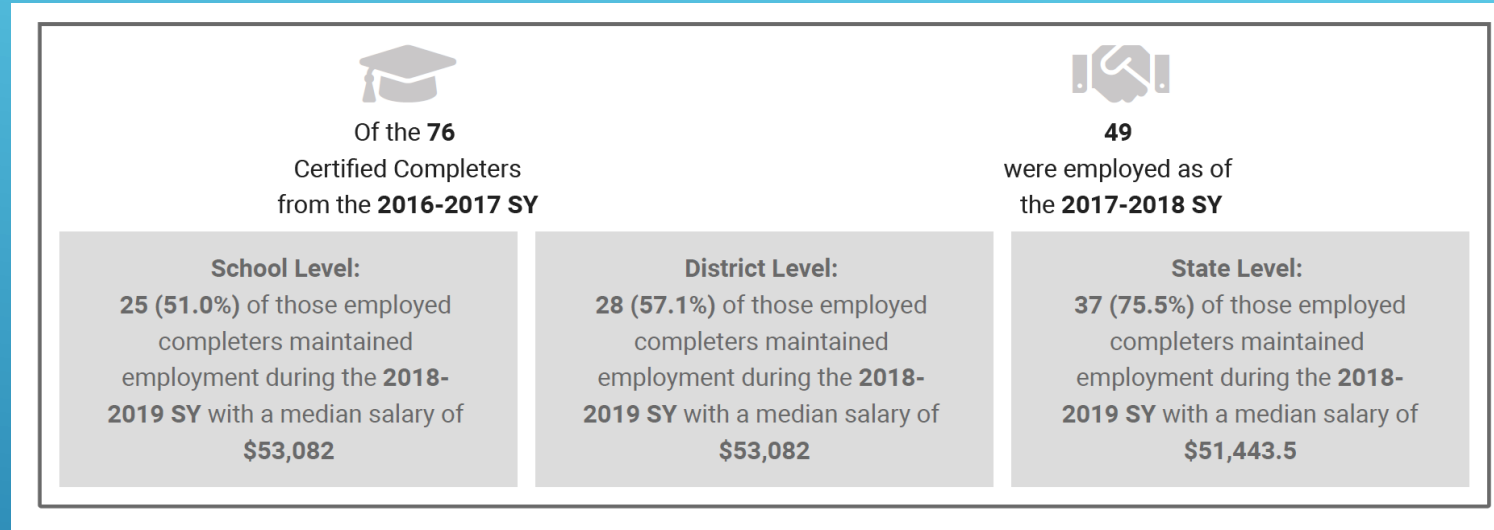 Of the 76
Certified Completers
from the 2016-2017 SY
49
were employed as of
the 2017-2018 SY
School Level:
25 (51.0%) of those employed
completers maintained
employment during the 2018-
2019 SY with a median salary of
$53,082
District Level:
28 (57.1%) of those employed
completers maintained
employment during the 2018-
2019 SY with a median salary of
$53,082
State Level:
37 (75.5%) of those employed
completers maintained
employment during the 2018-
2019 SY with a median salary of
$51,443.5